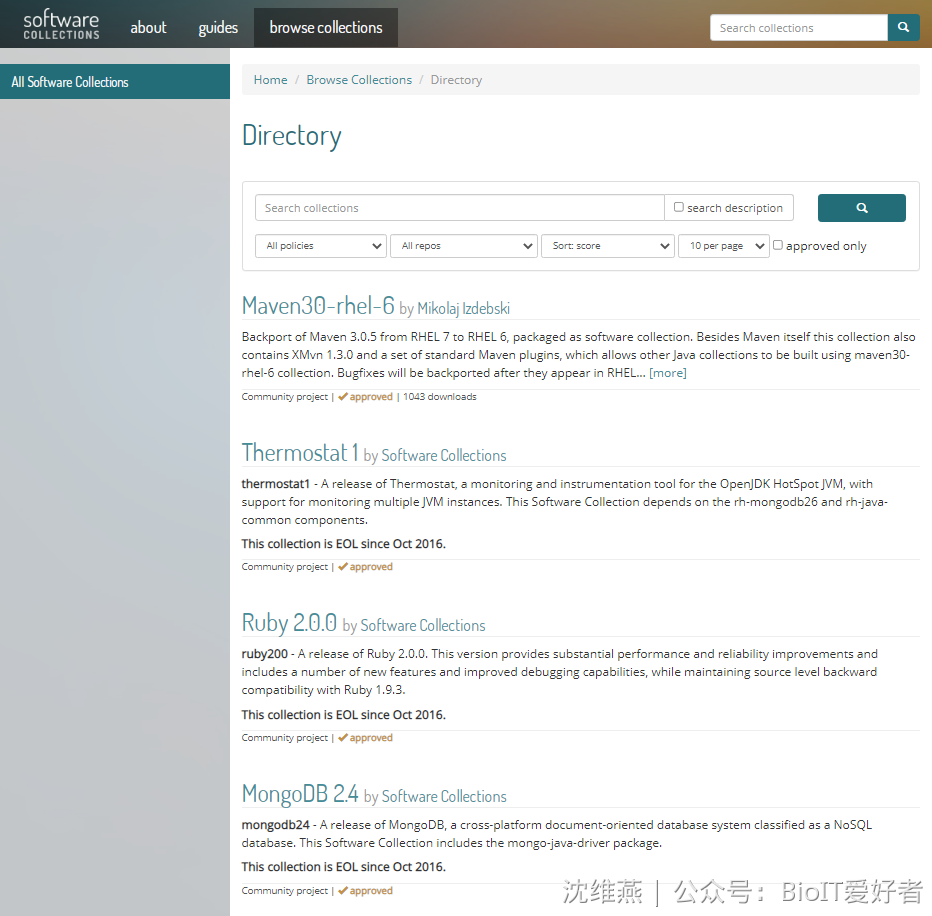 software
COLLECTIONS
about
guides
browse collections
Search collections
All Software Collections
Home / Browse Collections / Directory
Directory
Search collections
search description
All policies
All repos
Sort: score
10 per page
approved only
Maven30-rhel-6 by Mikolaj Izdebski
Backport of Maven 3.0.5 from RHEL 7 to RHEL 6, packaged as software collection. Besides Maven itself this collection also
contains XMvn 1.3.0 and a set of standard Maven plugins, which allows other Java collections to be built using maven30-
rhel-6 collection. Bugfixes will be backported after they appear in RHEL... [more]
Community project | ✔ approved | 1043 downloads
Thermostat 1 by Software Collections
thermostat1 - A release of Thermostat, a monitoring and instrumentation tool for the OpenJDK HotSpot JVM, with
support for monitoring multiple JVM instances. This Software Collection depends on the rh-mongodb26 and rh-java-
common components.
This collection is EOL since Oct 2016.
Community project | ✔ approved
Ruby 2.0.0 by Software Collections
ruby200 - A release of Ruby 2.0.0. This version provides substantial performance and reliability improvements and
includes a number of new features and improved debugging capabilities, while maintaining source level backward
compatibility with Ruby 1.9.3.
This collection is EOL since Oct 2016.
Community project | ✔ approved
MongoDB 2.4 by Software Collections
mongodb24 - A release of MongoDB, a cross-platform document-oriented database system classified as a NoSQL
database. This Software Collection includes the mongo-java-driver package.
This collection is EOL since Oct 2016.
Community project | ✔ approved
沈维燕 | 公众号：BioIT爱好者